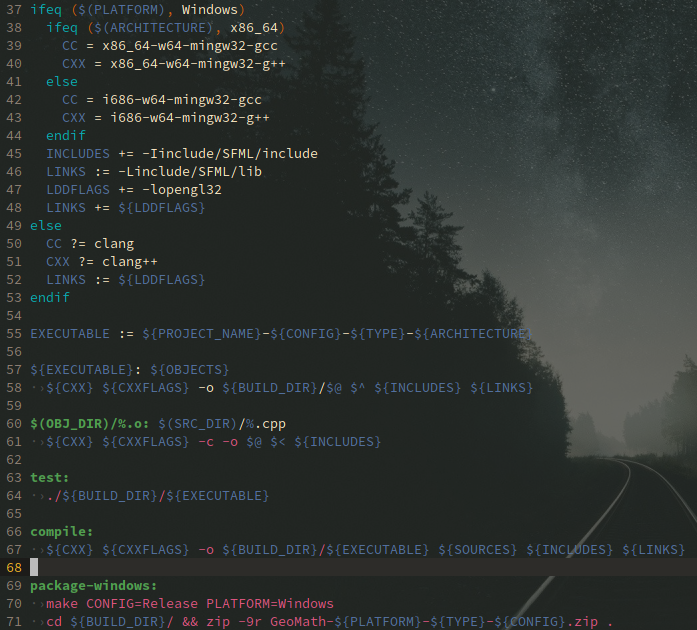 37 ifeq ($(PLATFORM), Windows)
38   ifeq ($(ARCHITECTURE), x86_64)
39     CC = x86_64-w64-mingw32-gcc
40     CXX = x86_64-w64-mingw32-g++
41   else
42     CC = i686-w64-mingw32-gcc
43     CXX = i686-w64-mingw32-g++
44   endif
45   INCLUDES += -Iinclude/SFML/include
46   LINKS := -Linclude/SFML/lib
47   LDDFLAGS += -lopengl32
48   LINKS += ${LDDFLAGS}
49 else
50   CC ?= clang
51   CXX ?= clang++
52   LINKS := ${LDDFLAGS}
53 endif
54
55 EXECUTABLE := ${PROJECT_NAME}-${CONFIG}-${TYPE}-${ARCHITECTURE}
56
57 ${EXECUTABLE}: ${OBJECTS}
58 ··${CXX} ${CXXFLAGS} -o ${BUILD_DIR}/$@ $^ ${INCLUDES} ${LINKS}
59
60 $(OBJ_DIR)/%.o: $(SRC_DIR)/%.cpp
61 ··${CXX} ${CXXFLAGS} -c -o $@ $< ${INCLUDES}
62
63 test:
64 ··./${BUILD_DIR}/${EXECUTABLE}
65
66 compile:
67 ··${CXX} ${CXXFLAGS} -o ${BUILD_DIR}/${EXECUTABLE} ${SOURCES} ${INCLUDES} ${LINKS}
68
69 package-windows:
70 ··make CONFIG=Release PLATFORM=Windows
71 ··cd ${BUILD_DIR}/ && zip -9r GeoMath-${PLATFORM}-${TYPE}-${CONFIG}.zip .